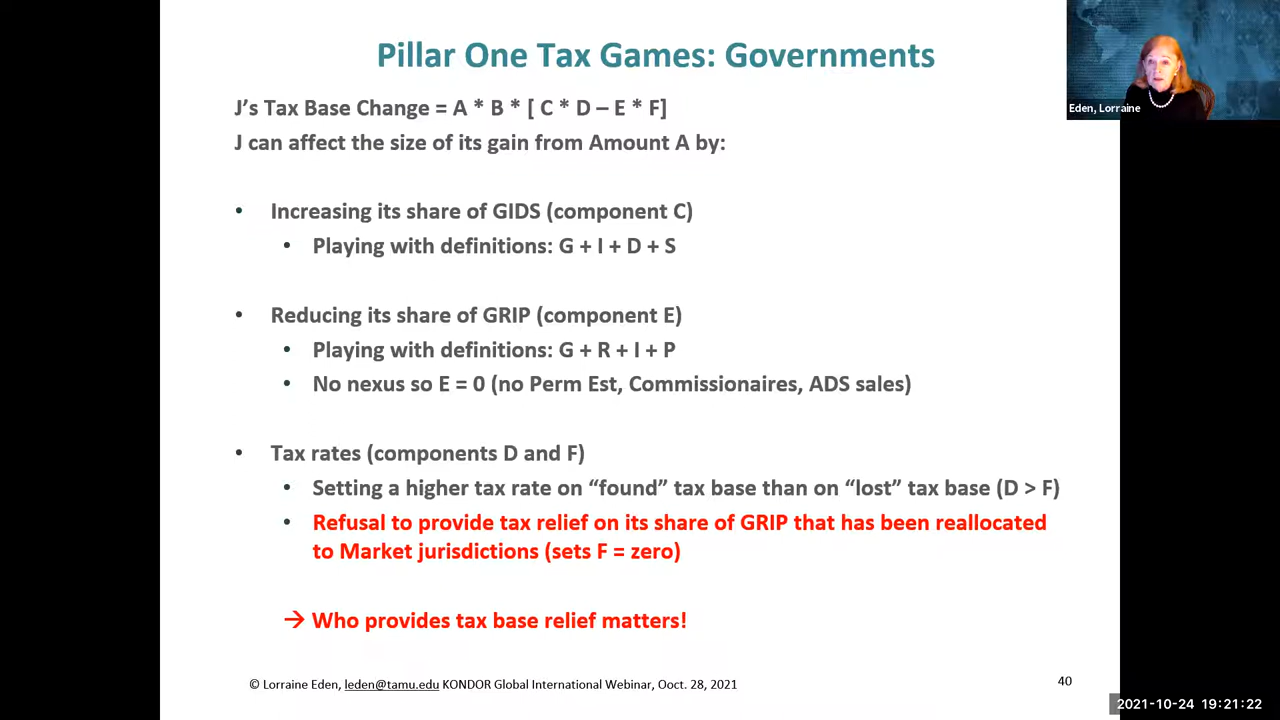 Pillar One Tax Games: Governments
J’s Tax Base Change = A * B * [ C * D – E * F]
J can affect the size of its gain from Amount A by:
• Increasing its share of GIDS (component C)
• Playing with definitions: G + I + D + S
• Reducing its share of GRIP (component E)
• Playing with definitions: G + R + I + P
• No nexus so E = 0 (no Perm Est, Commissionaires, ADS sales)
• Tax rates (components D and F)
• Setting a higher tax rate on “found” tax base than on “lost” tax base (D > F)
• Refusal to provide tax relief on its share of GRIP that has been reallocated
to Market jurisdictions (sets F = zero)
→ Who provides tax base relief matters!
© Lorraine Eden, leden@tamu.edu KONDOR Global International Webinar, Ooct. 28, 2021
40
Eden, Lorraine
2021-10-24 19:21:22